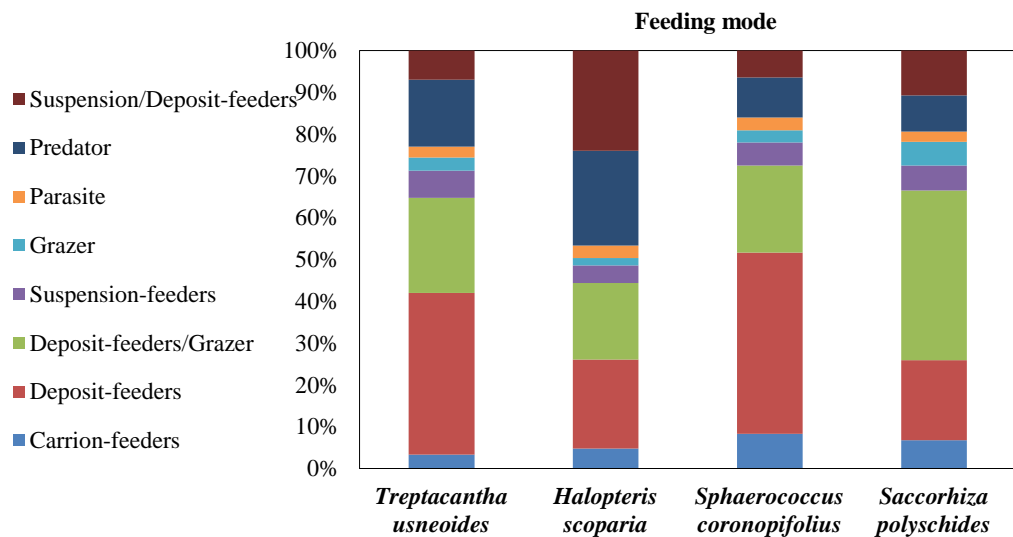 Feeding mode
Suspension/Deposit-feeders
Predator
Parasite
Grazer
Suspension-feeders
Deposit-feeders/Grazer
Deposit-feeders
Carrion-feeders
100%
90%
80%
70%
60%
50%
40%
30%
20%
10%
0%
Treptacantha
usneoides
Halopteris
scoparia
Sphaerococcus
coronopifolius
Saccorhiza
polyschides